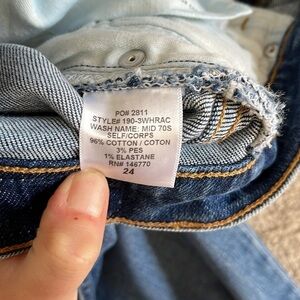 PO# 2811
STYLE# 190-3WHRAC
WASH NAME: MID 70S
SELF/CORPS
96% COTTON / COTON
3% PES
1% ELASTANE
RN# 146770
24